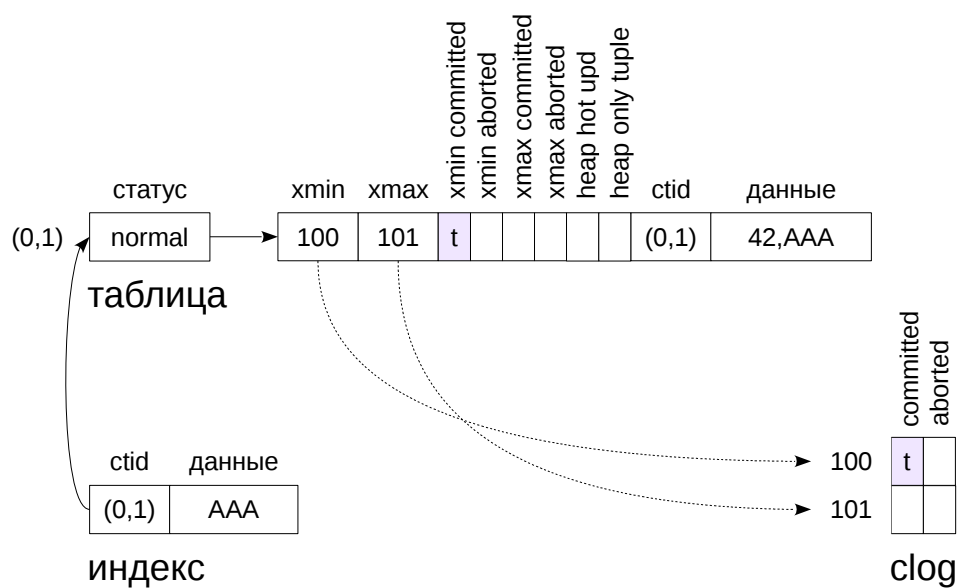 xmin committed
xmin aborted
xmax committed
xmax aborted
heap hot upd
heap only tuple
статус
xmin
xmax
ctid
данные
(0,1)
normal
100
101
t
(0,1)
42,AAA
таблица
committed
aborted
ctid
данные
100
t
(0,1)
AAA
101
индекс
clog